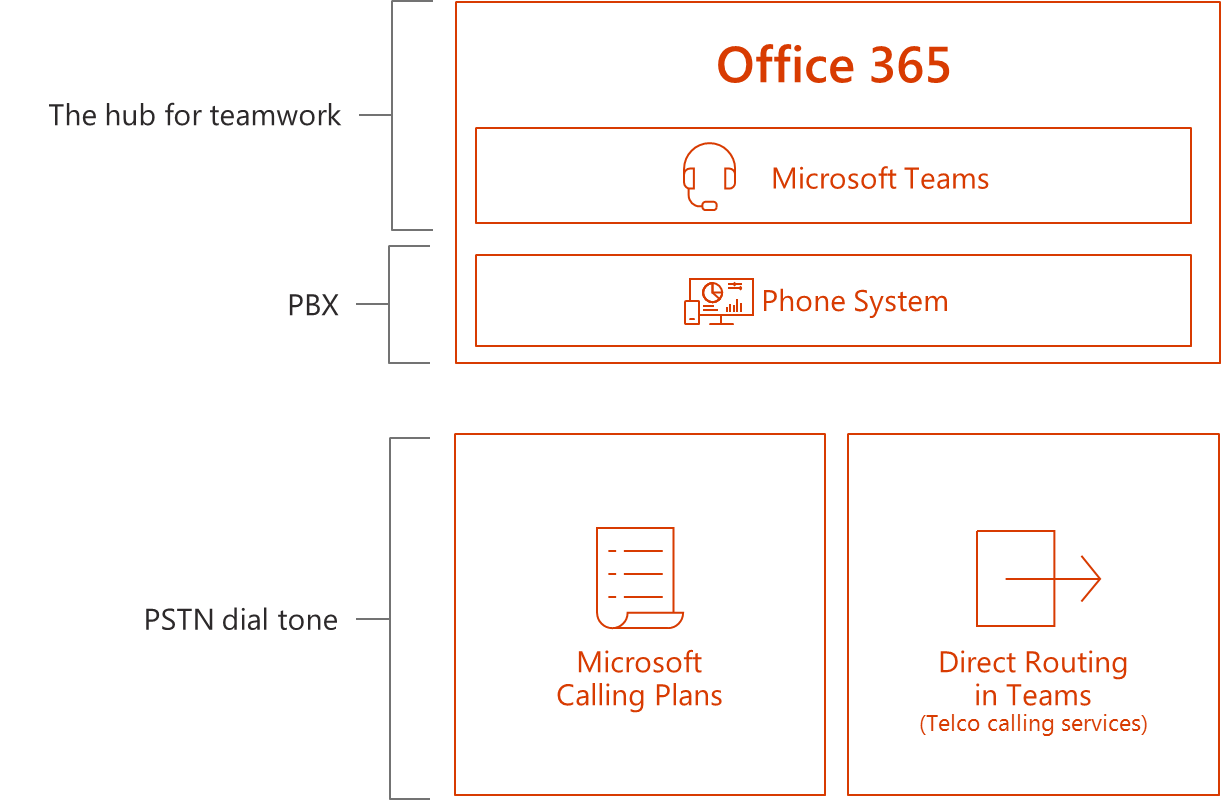 Office 365
The hub for teamwork
Microsoft Teams
PBX
Phone System
PSTN dial tone
Microsoft
Calling Plans
Direct Routing
in Teams
(Telco calling services)